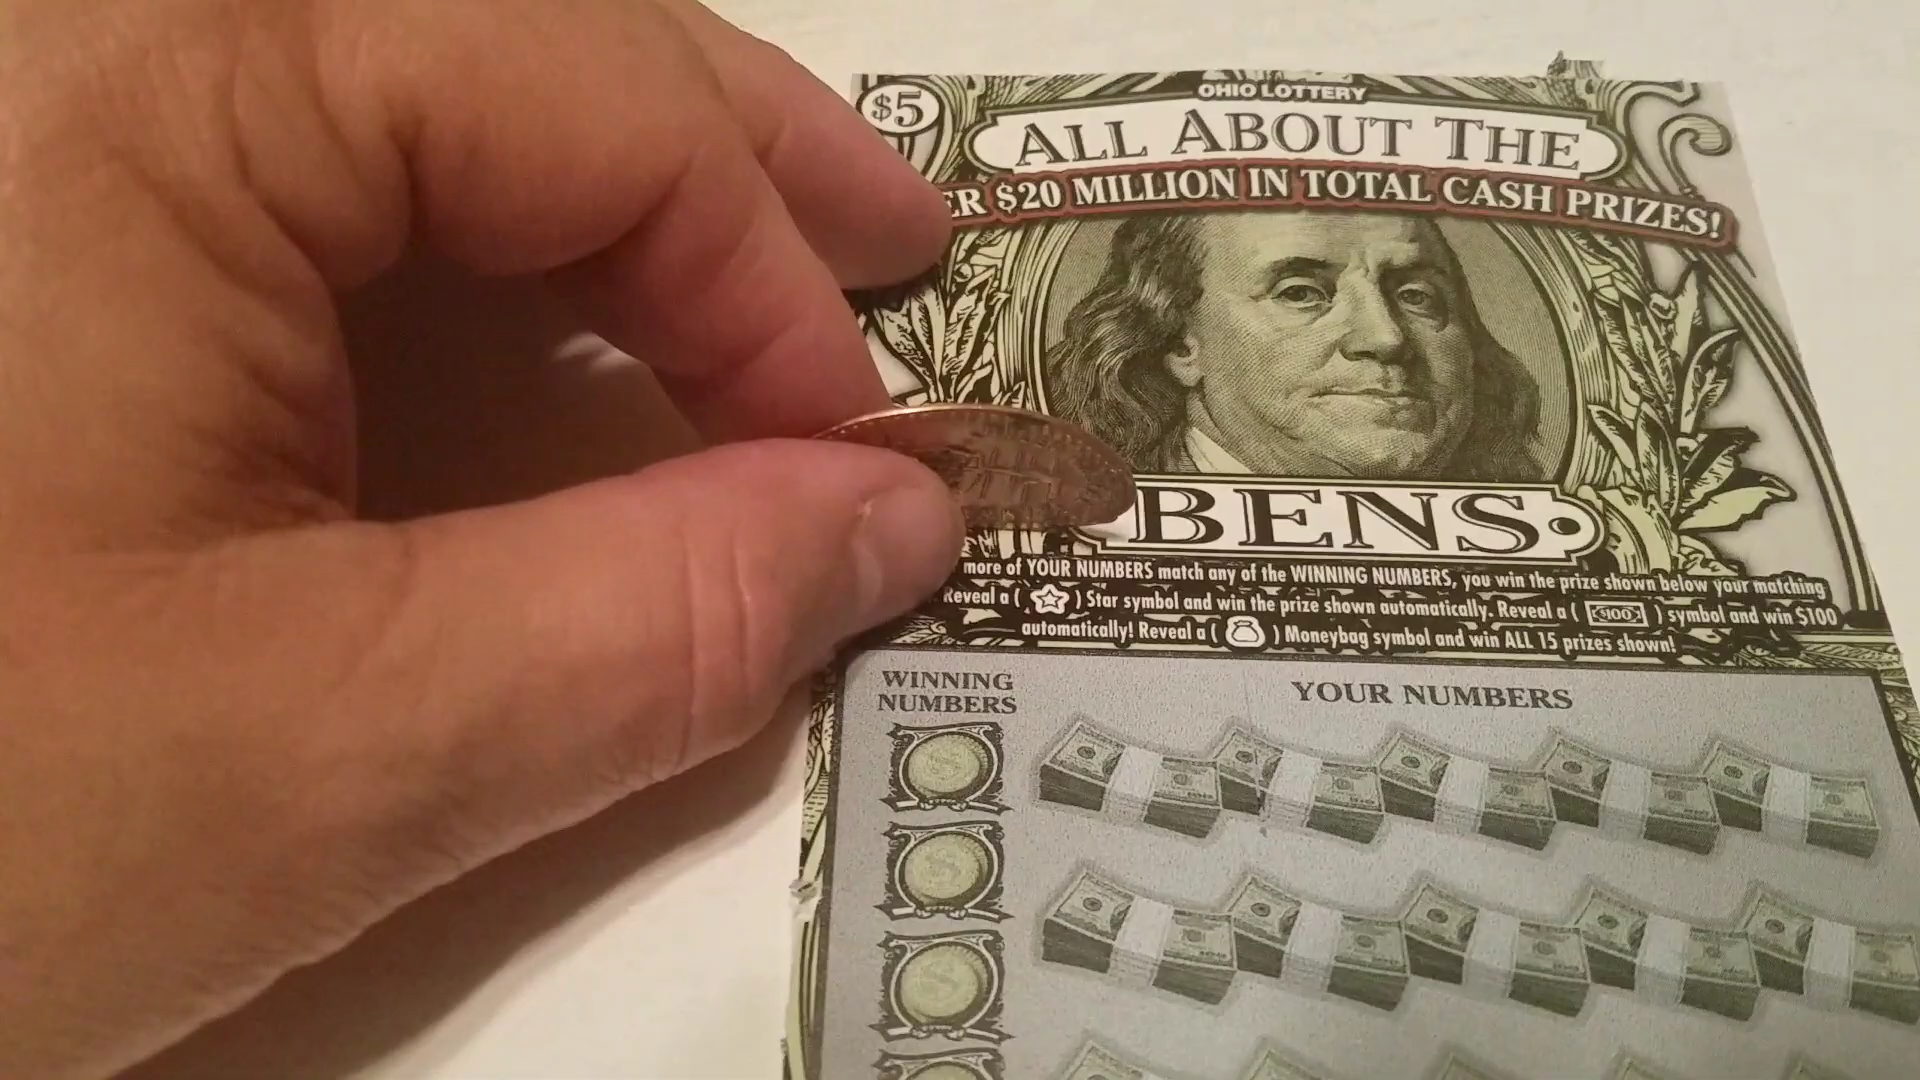 OHIO LOTTERY
$5
ALL ABOUT THE
$20 MILLION IN TOTAL CASH PRIZES!
BENS
more of YOUR NUMBERS match any of the WINNING NUMBERS, you win the prize shown below your matching
Reveal a ( ) Star symbol and win the prize shown automatically. Reveal a ( $100 ) symbol and win $100
automatically! Reveal a ( ) Moneybag symbol and win ALL 15 prizes shown!
WINNING
NUMBERS
YOUR NUMBERS